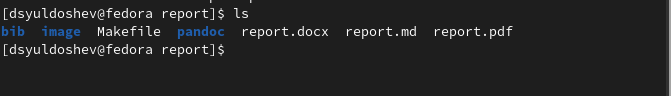 [dsyuldoshev@fedora report]$ ls
bib image Makefile pandoc report.docx report.md report.pdf
[dsyuldoshev@fedora report]$